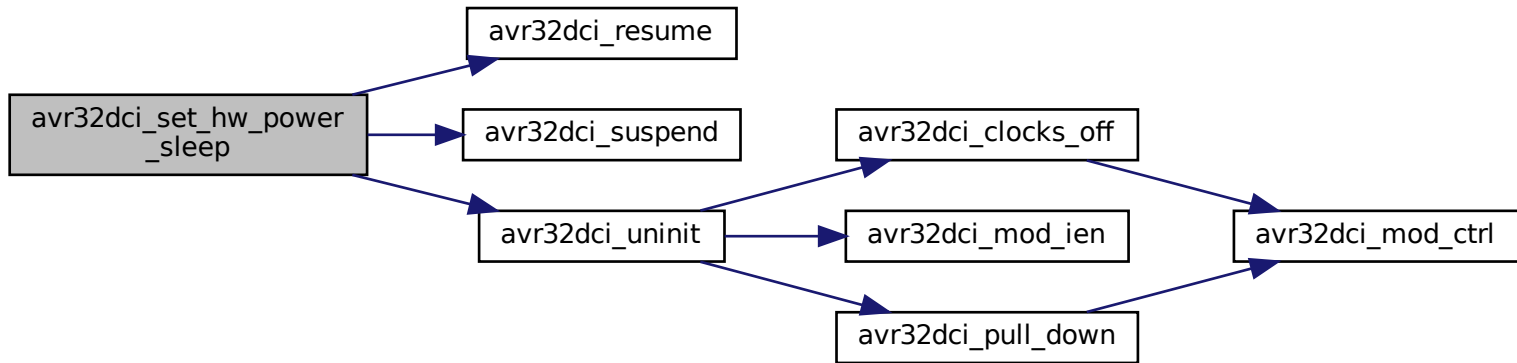 avr32dci_set_hw_power
_sleep
avr32dci_resume
avr32dci_suspend
avr32dci_uninit
avr32dci_clocks_off
avr32dci_mod_ien
avr32dci_pull_down
avr32dci_mod_ctrl